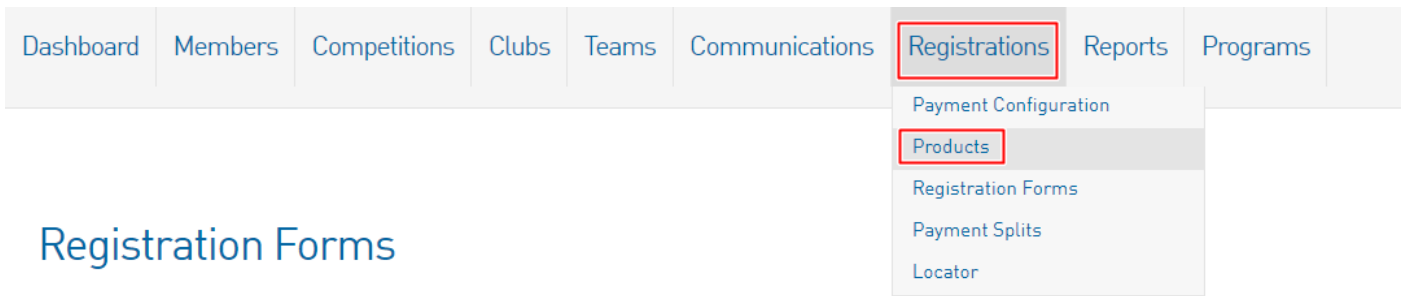 Dashboard Members Competitions Clubs Teams Communications Registrations Reports Programs
Payment Configuration
Products
Registration Forms
Payment Splits
Locator
Registration Forms